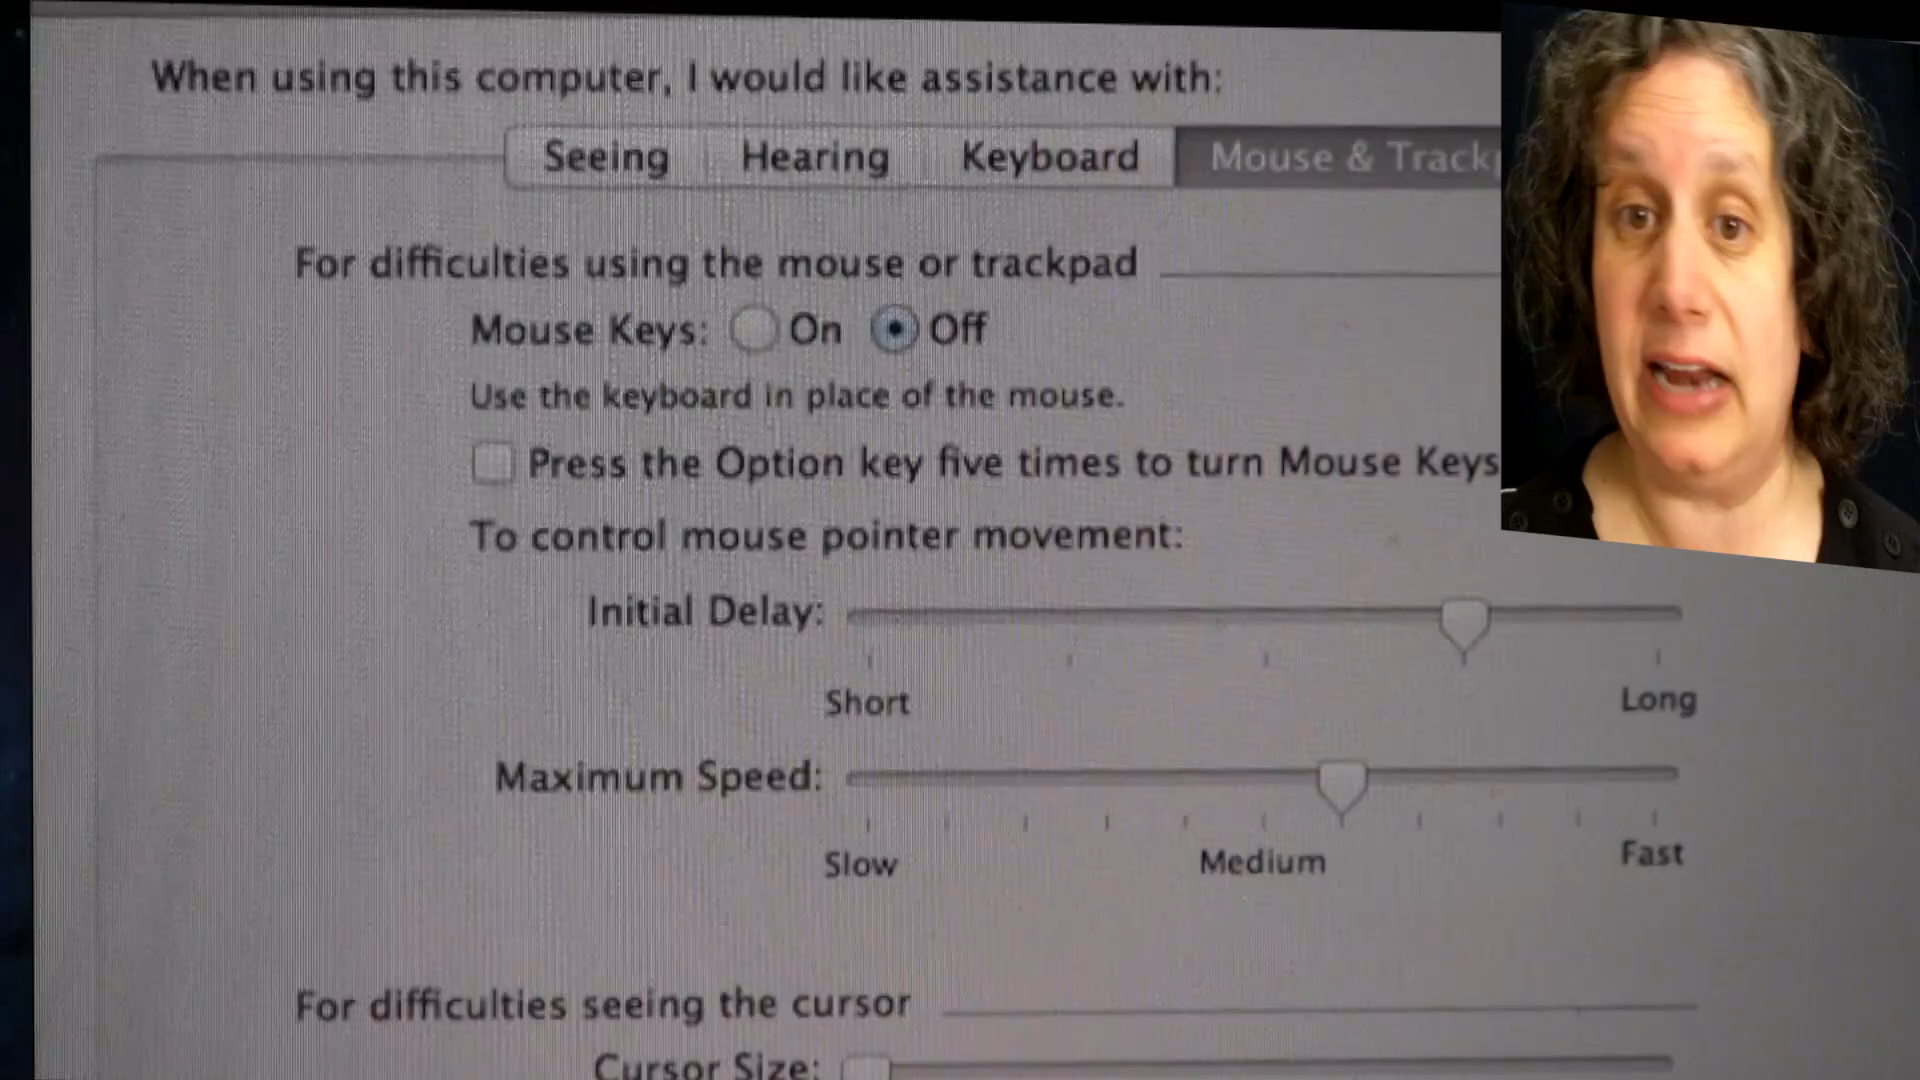 When using this computer, I would like assistance with:
Seeing Hearing Keyboard Mouse &
For difficulties using the mouse or trackpad
Mouse Keys: On Off
Use the keyboard in place of the mouse.
Press the Option key five times to turn Mouse Keys
To control mouse pointer movement:
Initial Delay:
Short Long
Maximum Speed:
Slow Medium Fast
For difficulties seeing the cursor
Cursor Size: